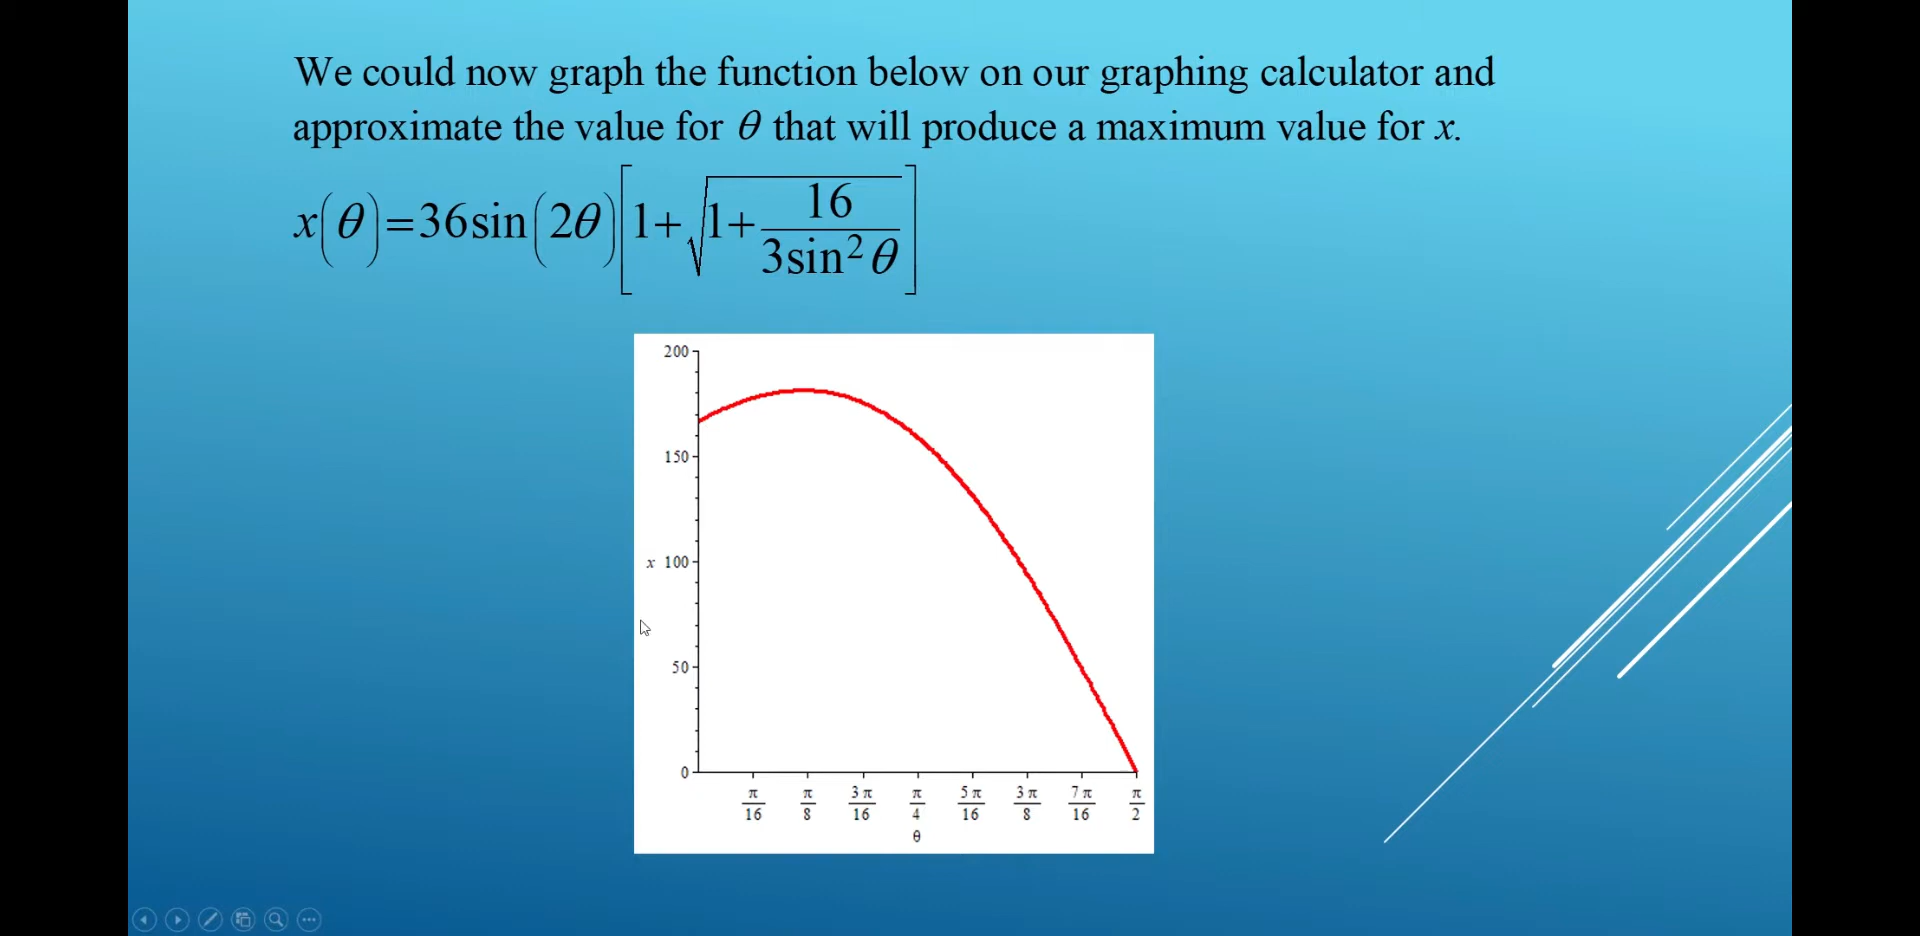 We could now graph the function below on our graphing calculator and
approximate the value for θ that will produce a maximum value for x.
x(θ)=36sin(2θ)[1+√(1+16/(3sin²θ))]
200
150
x 100
50
0
π/16 π/8 3π/16 π/4 5π/16 3π/8 7π/16 π/2
θ